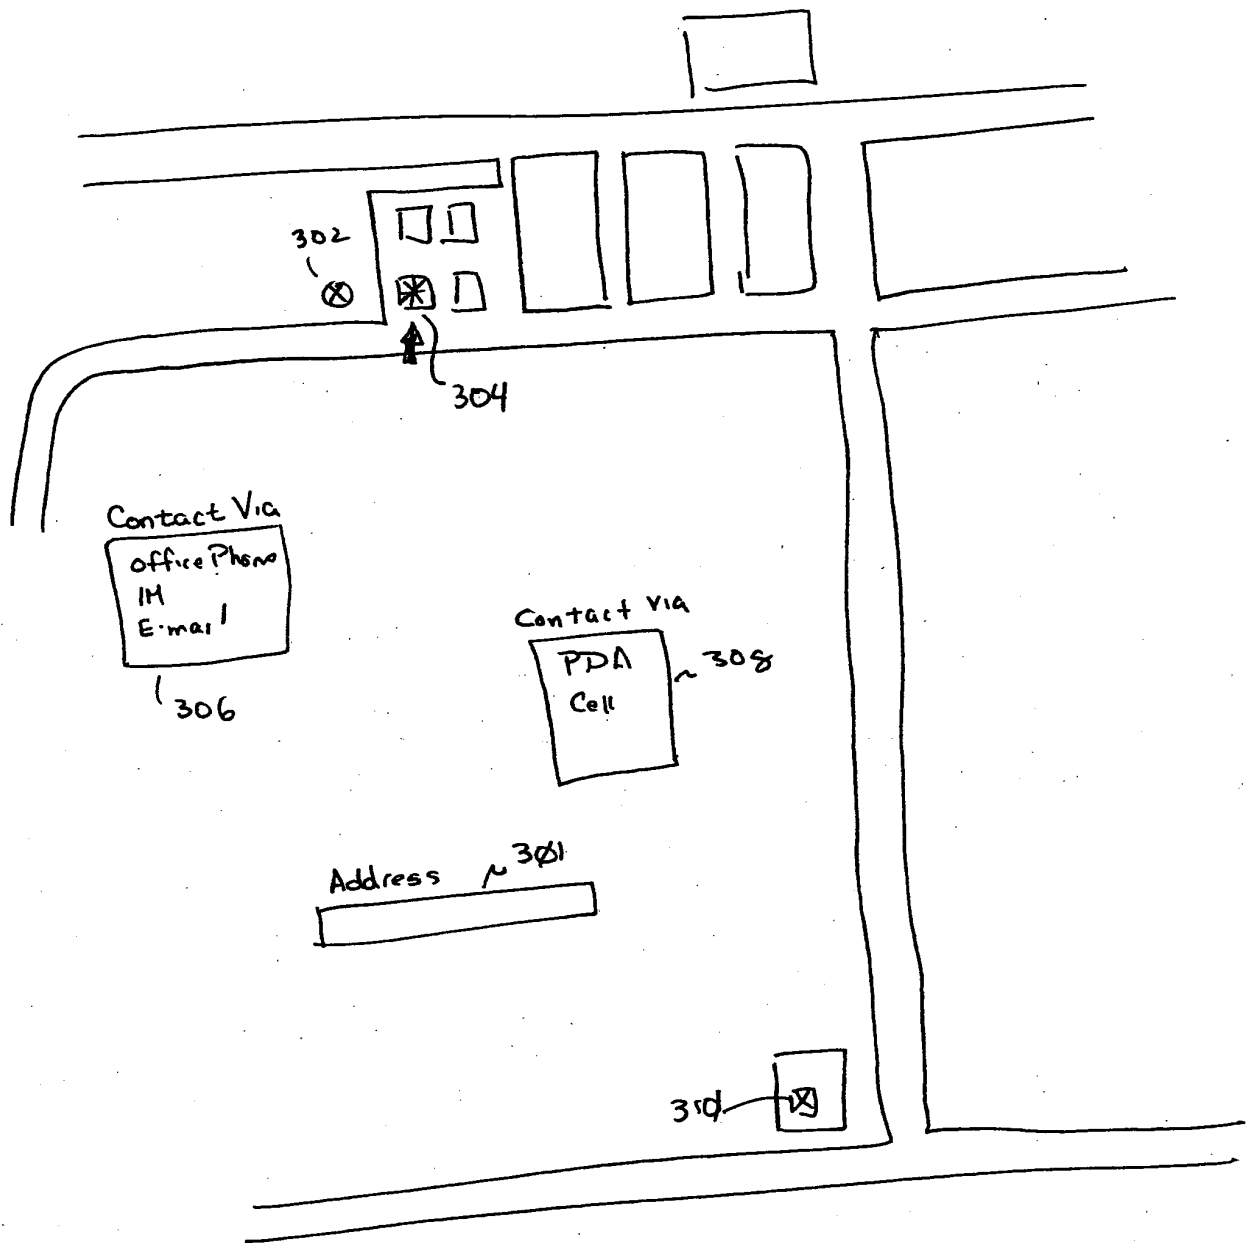 302
304
Contact Via
office Phone
IM
E-mail
306
Contact via
PDA
Cell
308
Address
301
310